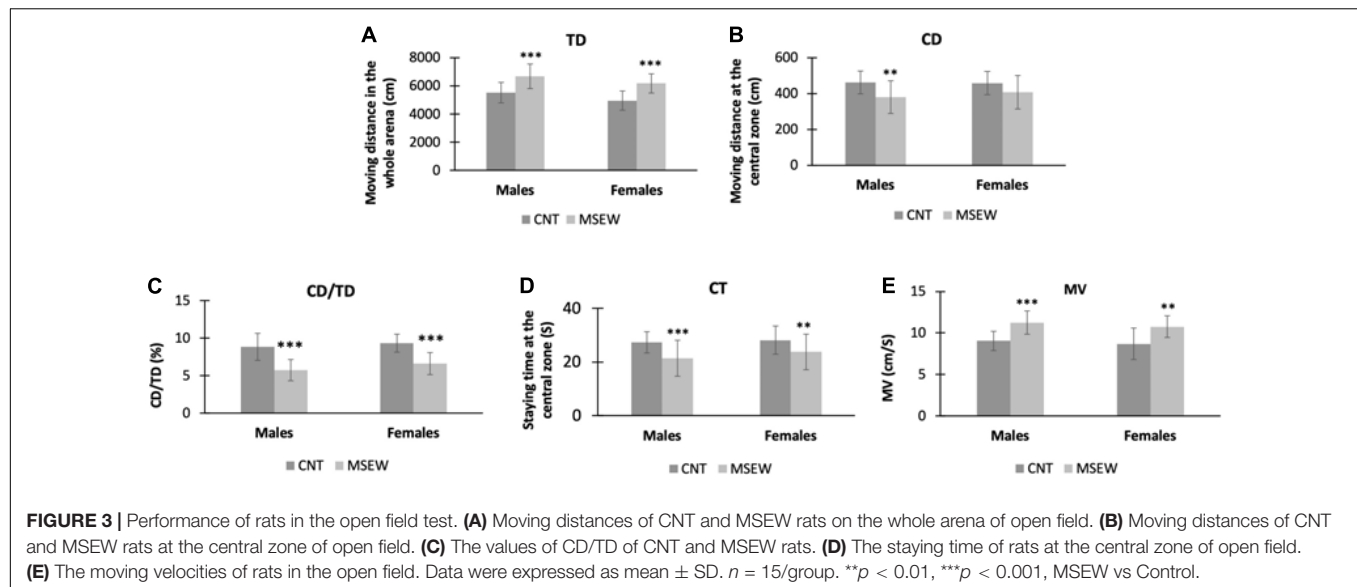 A
TD
Moving distance in the
whole arena (cm)
8000
6000
4000
2000
0
***
***
Males
Females
CNT
MSEW
B
CD
Moving distance at the
central zone (cm)
600
400
200
0
**
Males
Females
CNT
MSEW
C
CD/TD
CD/TD (%)
15
10
5
0
***
***
Males
Females
CNT
MSEW
D
CT
Staying time at the
central zone (S)
40
20
0
***
**
Males
Females
CNT
MSEW
E
MV
MV (cm/S)
15
10
5
0
***
**
Males
Females
CNT
MSEW
FIGURE 3 | Performance of rats in the open field test. (A) Moving distances of CNT and MSEW rats on the whole arena of open field. (B) Moving distances of CNT
and MSEW rats at the central zone of open field. (C) The values of CD/TD of CNT and MSEW rats. (D) The staying time of rats at the central zone of open field.
(E) The moving velocities of rats in the open field. Data were expressed as mean ± SD. n = 15/group. **p < 0.01, ***p < 0.001, MSEW vs Control.